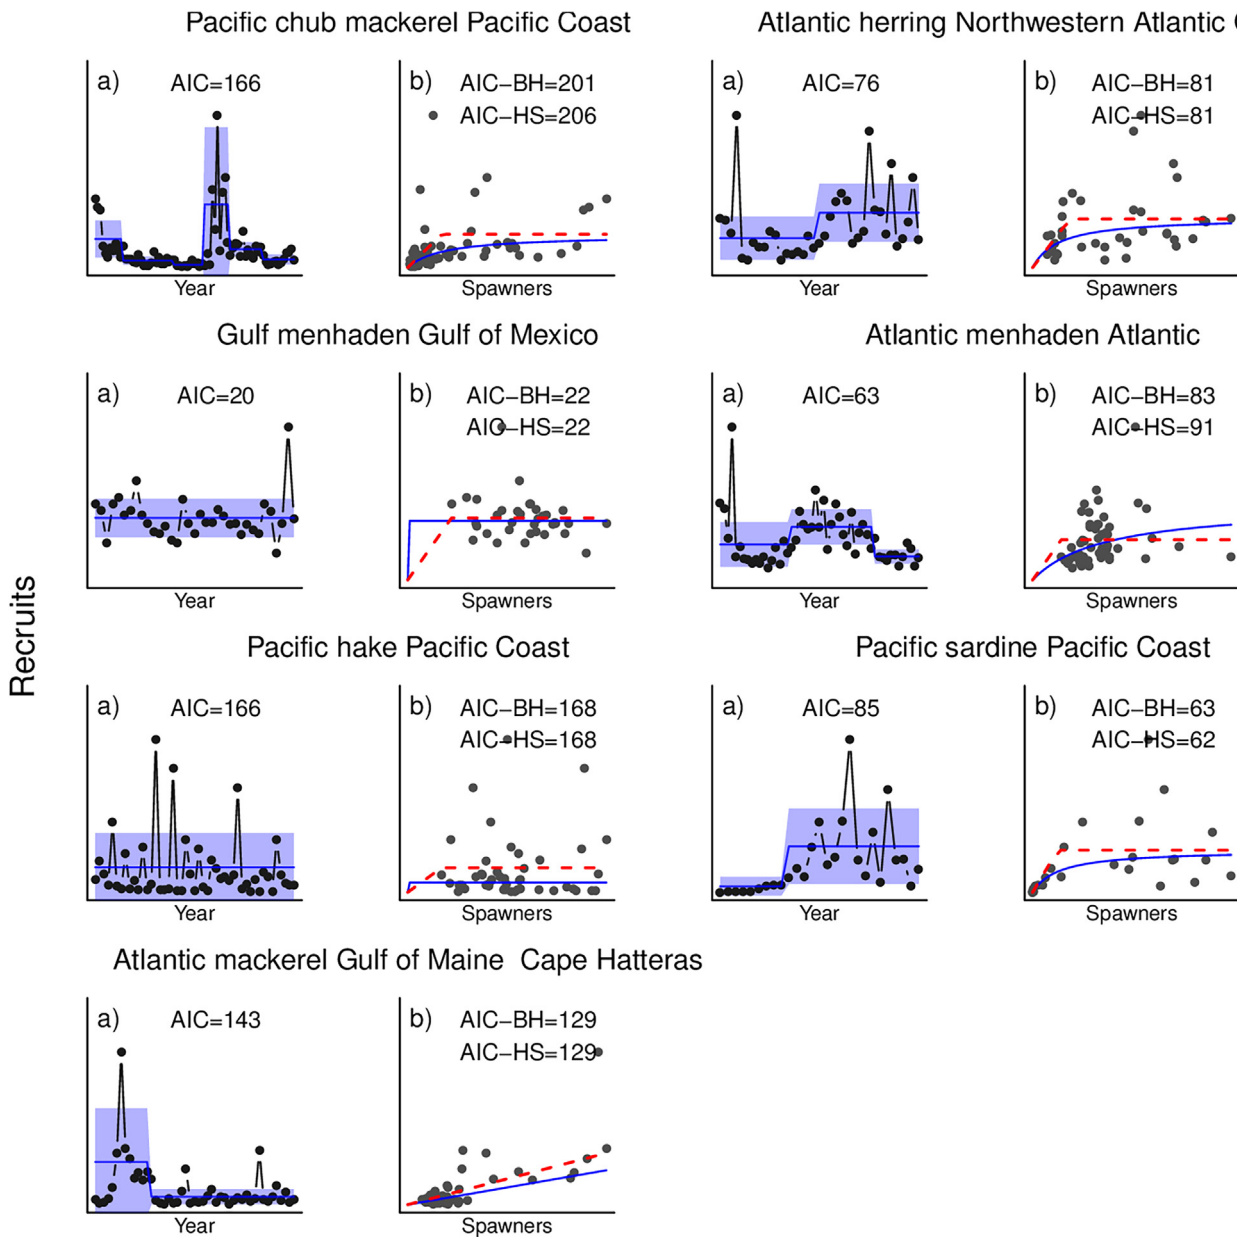 Pacific chub mackerel Pacific Coast
a)
AIC=166
Year
b)
AIC−BH=201
AIC−HS=206
Spawners
Atlantic herring Northwestern Atlantic
a)
AIC=76
Year
b)
AIC−BH=81
AIC−HS=81
Spawners
Gulf menhaden Gulf of Mexico
a)
AIC=20
Year
b)
AIC−BH=22
AIC−HS=22
Spawners
Atlantic menhaden Atlantic
a)
AIC=63
Year
b)
AIC−BH=83
AIC−HS=91
Spawners
Recruits
Pacific hake Pacific Coast
a)
AIC=166
Year
b)
AIC−BH=168
AIC−HS=168
Spawners
Pacific sardine Pacific Coast
a)
AIC=85
Year
b)
AIC−BH=63
AIC−HS=62
Spawners
Atlantic mackerel Gulf of Maine  Cape Hatteras
a)
AIC=143
Year
b)
AIC−BH=129
AIC−HS=129
Spawners